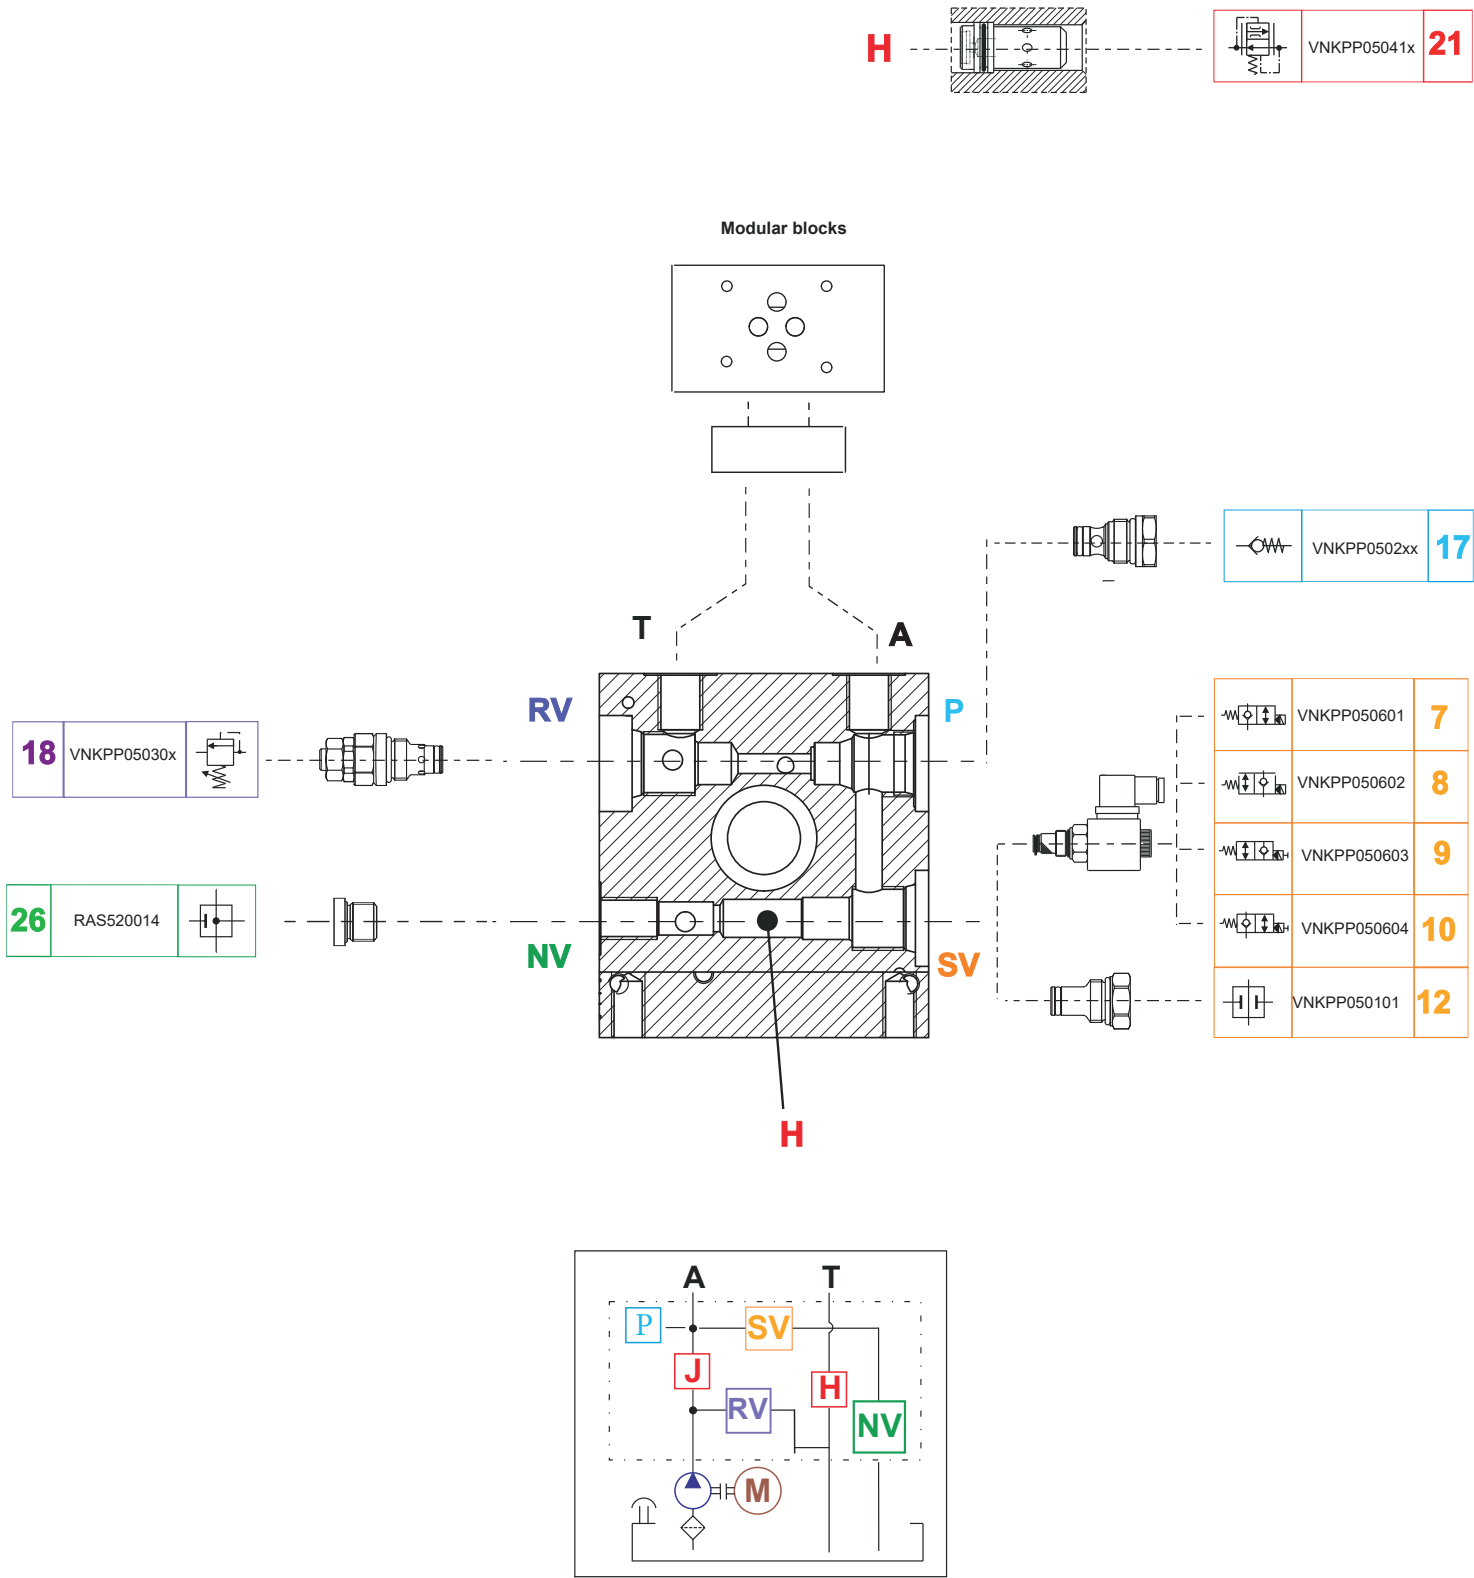 H VNKPP05041x 21
Modular blocks
VNKPP0502xx 17
T A
RV P
18 VNKPP05030x
VNKPP050601 7
VNKPP050602 8
VNKPP050603 9
26 RAS520014
VNKPP050604 10
NV SV
VNKPP050101 12
H
A T
P SV
J H
RV NV
M